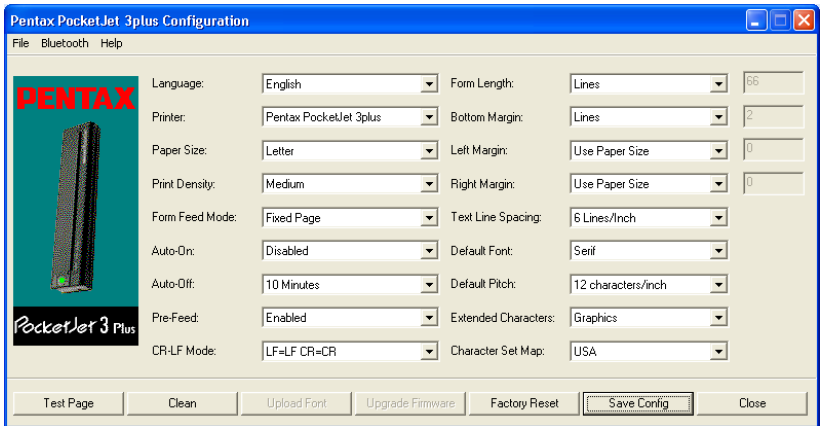 Pentax PocketJet 3plus Configuration
File Bluetooth Help
PENTAX
PocketJet 3 Plus
Language: English Form Length: Lines 66
Printer: Pentax PocketJet 3plus Bottom Margin: Lines 2
Paper Size: Letter Left Margin: Use Paper Size 0
Print Density: Medium Right Margin: Use Paper Size 0
Form Feed Mode: Fixed Page Text Line Spacing: 6 Lines/Inch
Auto-On: Disabled Default Font: Serif
Auto-Off: 10 Minutes Default Pitch: 12 characters/inch
Pre-Feed: Enabled Extended Characters: Graphics
CR-LF Mode: LF=LF CR=CR Character Set Map: USA
Test Page Clean Upload Font Upgrade Firmware Factory Reset Save Config Close